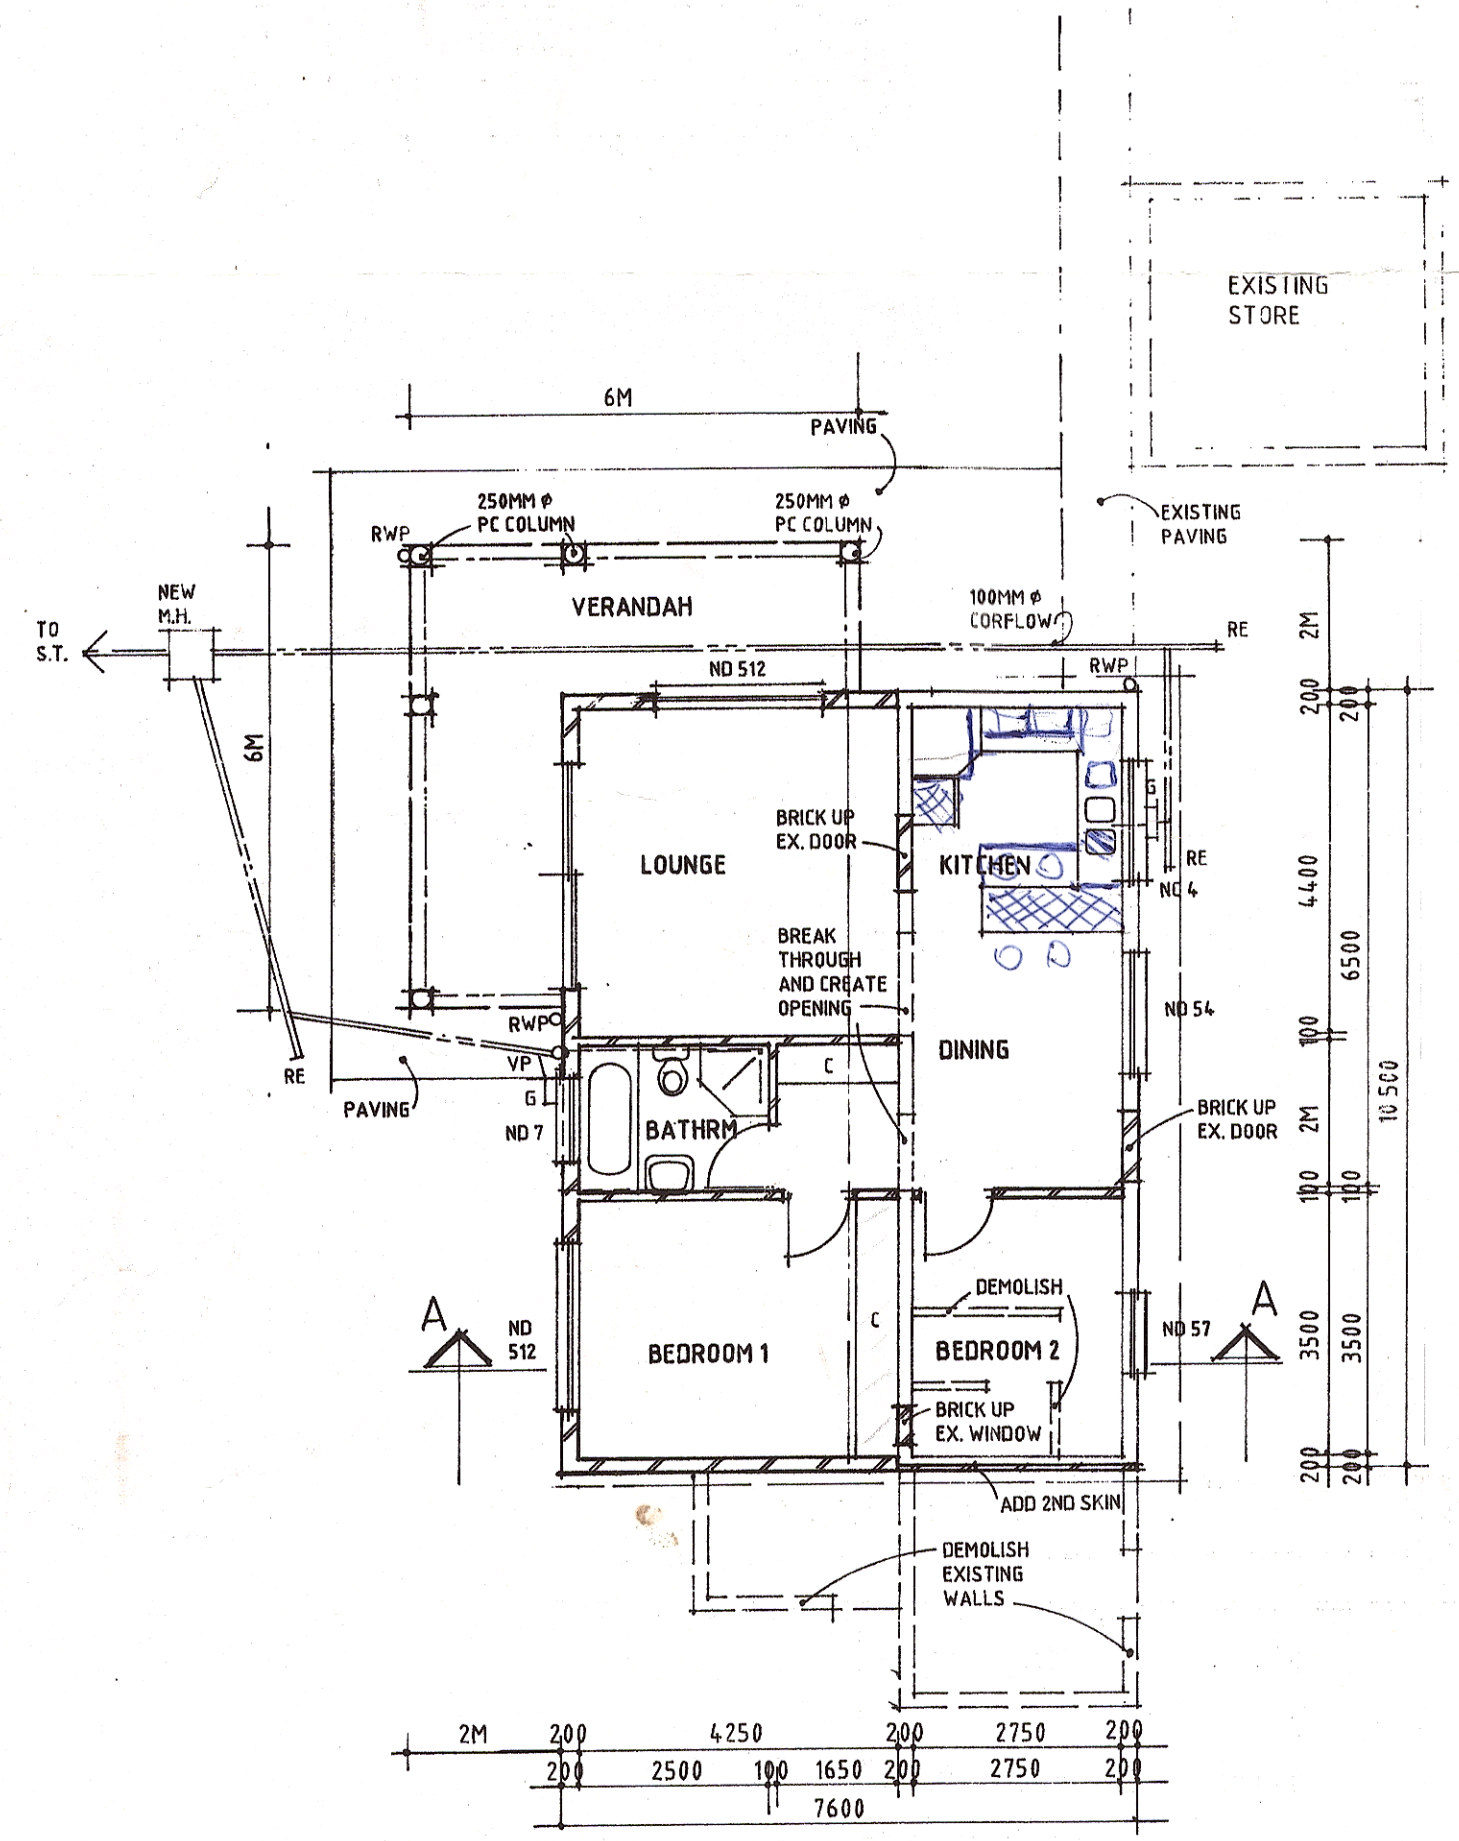 EXISTING
STORE
6M
PAVING
250MM Ø
PC COLUMN
250MM Ø
PC COLUMN
EXISTING
PAVING
RWP
NEW
M.H.
VERANDAH
100MM Ø
CORFLOW
TO
S.T.
RE
2M
ND 512
RWP
200
200
6M
G
BRICK UP
EX. DOOR
LOUNGE
KITCHEN
RE
NC 4
4400
BREAK
THROUGH
AND CREATE
OPENING
6500
ND 54
RWP
100
VP
DINING
RE
C
G
PAVING
ND 7
BATHRM
BRICK UP
EX. DOOR
2M
10 500
100
100
A
A
DEMOLISH
ND
512
C
ND 57
BEDROOM 1
BEDROOM 2
3500
3500
BRICK UP
EX. WINDOW
200
200
ADD 2ND SKIN
DEMOLISH
EXISTING
WALLS
2M
200
4250
200
2750
200
200
2500
100
1650
200
2750
200
7600